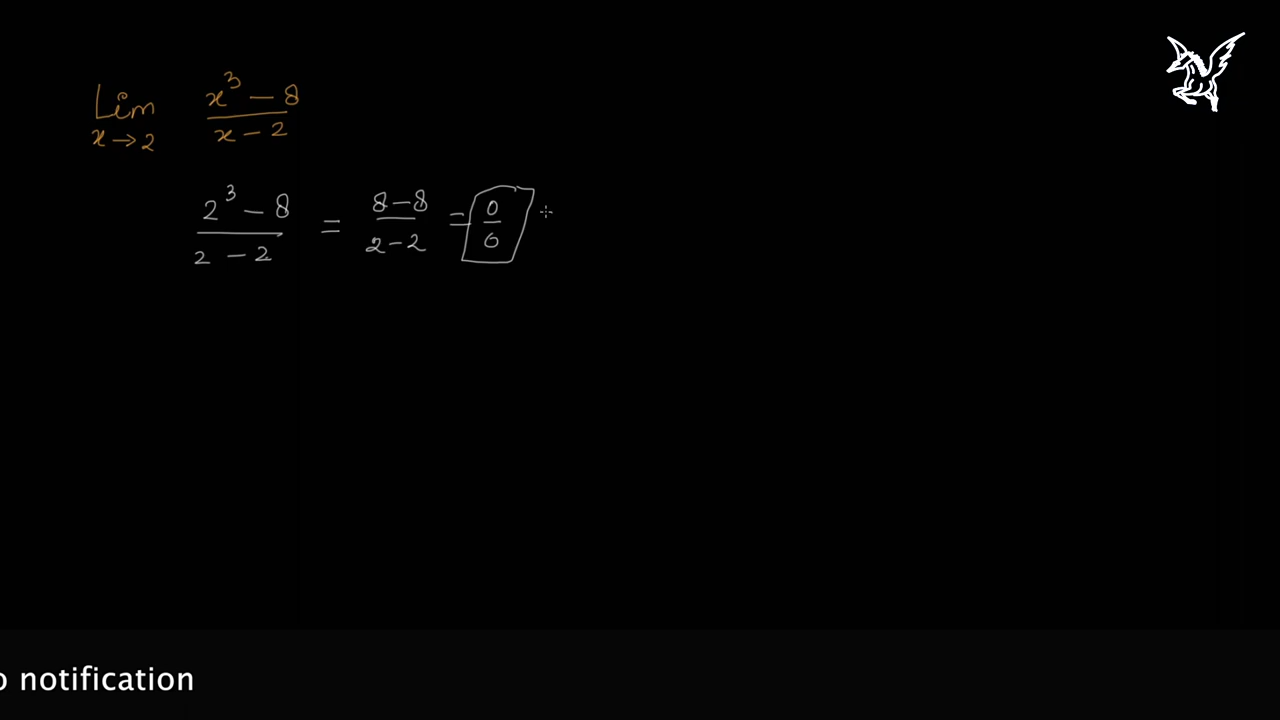 Lim x→2 x³ − 8 / x − 2
2³ − 8 / 2 − 2 = 8 − 8 / 2 − 2 = 0/0
notification